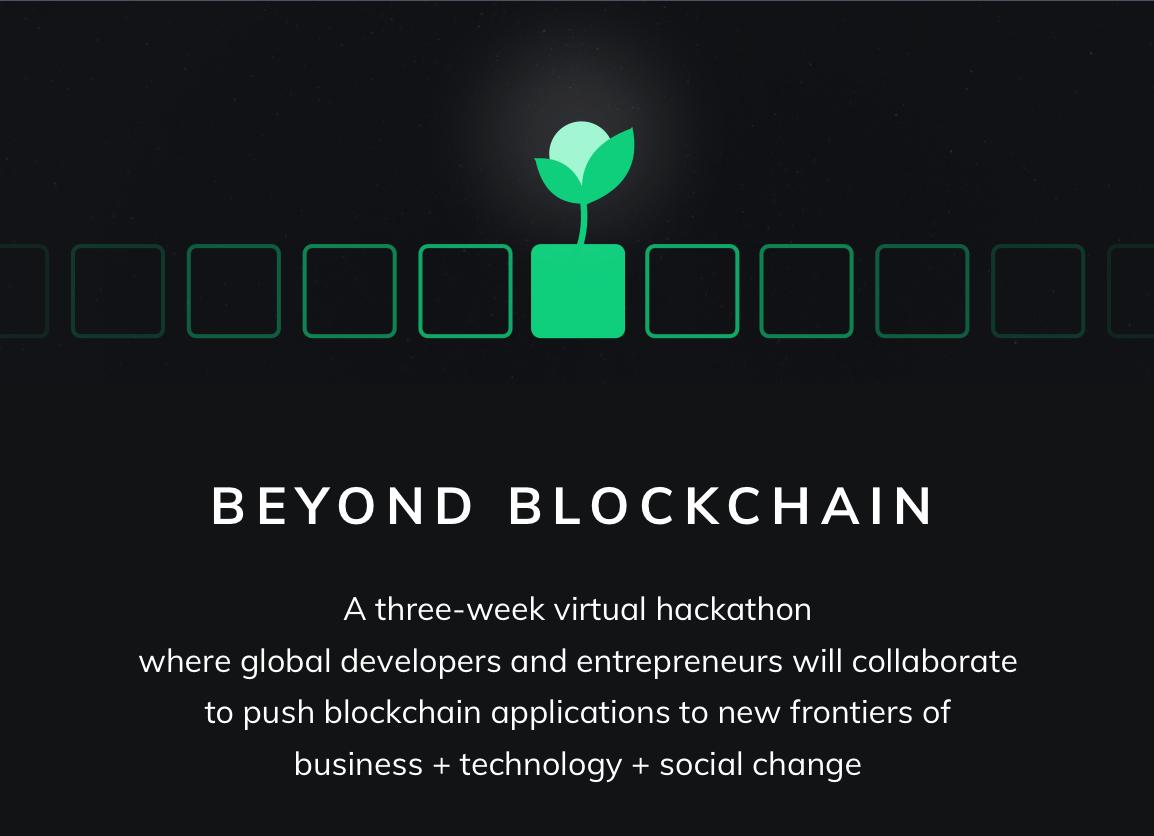 BEYOND BLOCKCHAIN
A three-week virtual hackathon
where global developers and entrepreneurs will collaborate
to push blockchain applications to new frontiers of
business + technology + social change